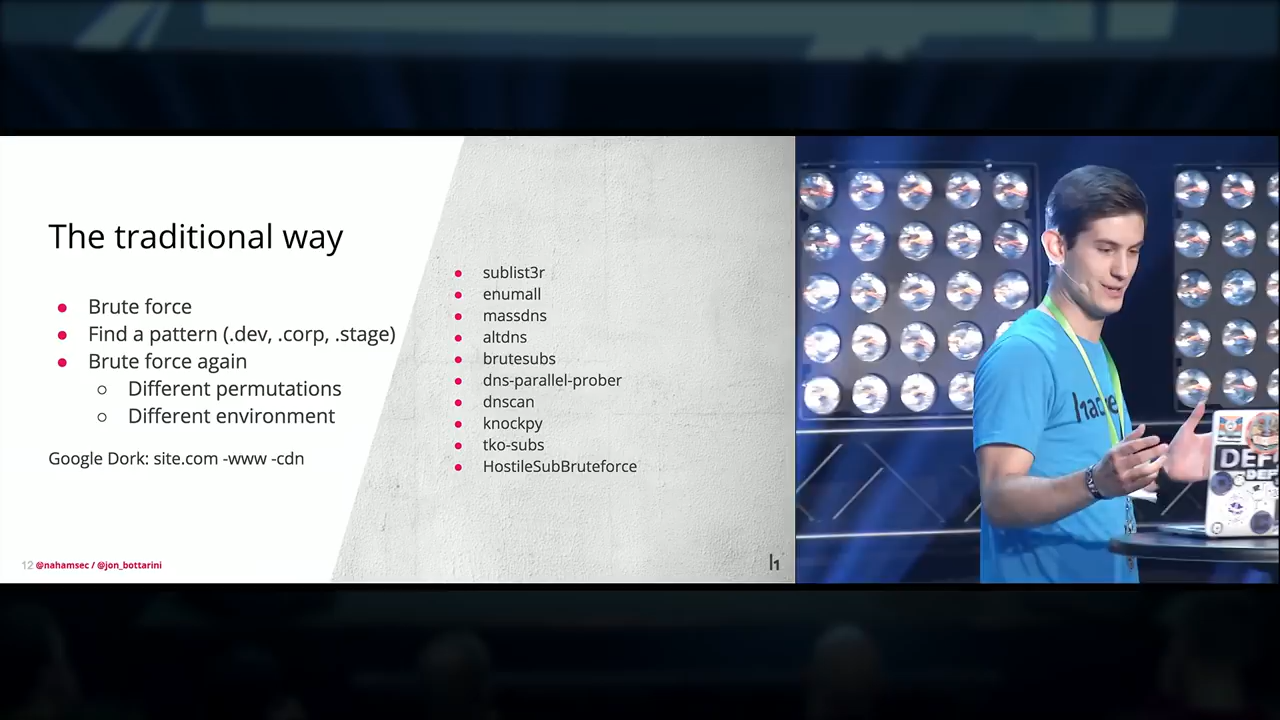 The traditional way
● Brute force
● Find a pattern (.dev, .corp, .stage)
● Brute force again
○ Different permutations
○ Different environment
Google Dork: site.com -www -cdn
● sublist3r
● enumall
● massdns
● altdns
● brutesubs
● dns-parallel-prober
● dnscan
● knockpy
● tko-subs
● HostileSubBruteforce
12 @nahamsec / @jon_bottarini
l1